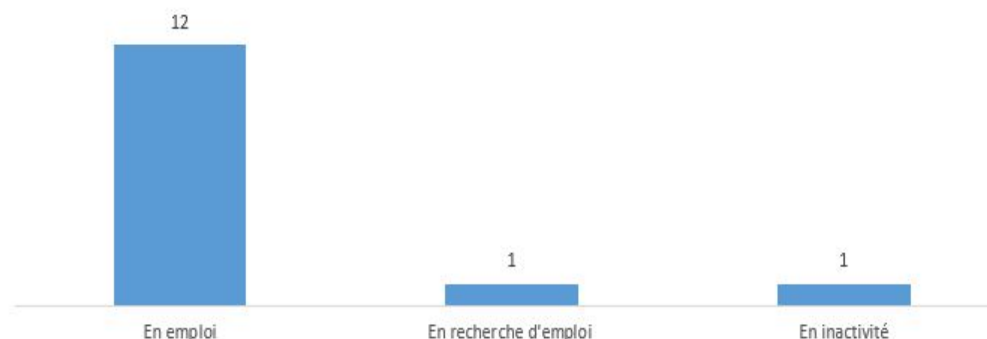 12
1
1
En emploi
En recherche d'emploi
En inactivité